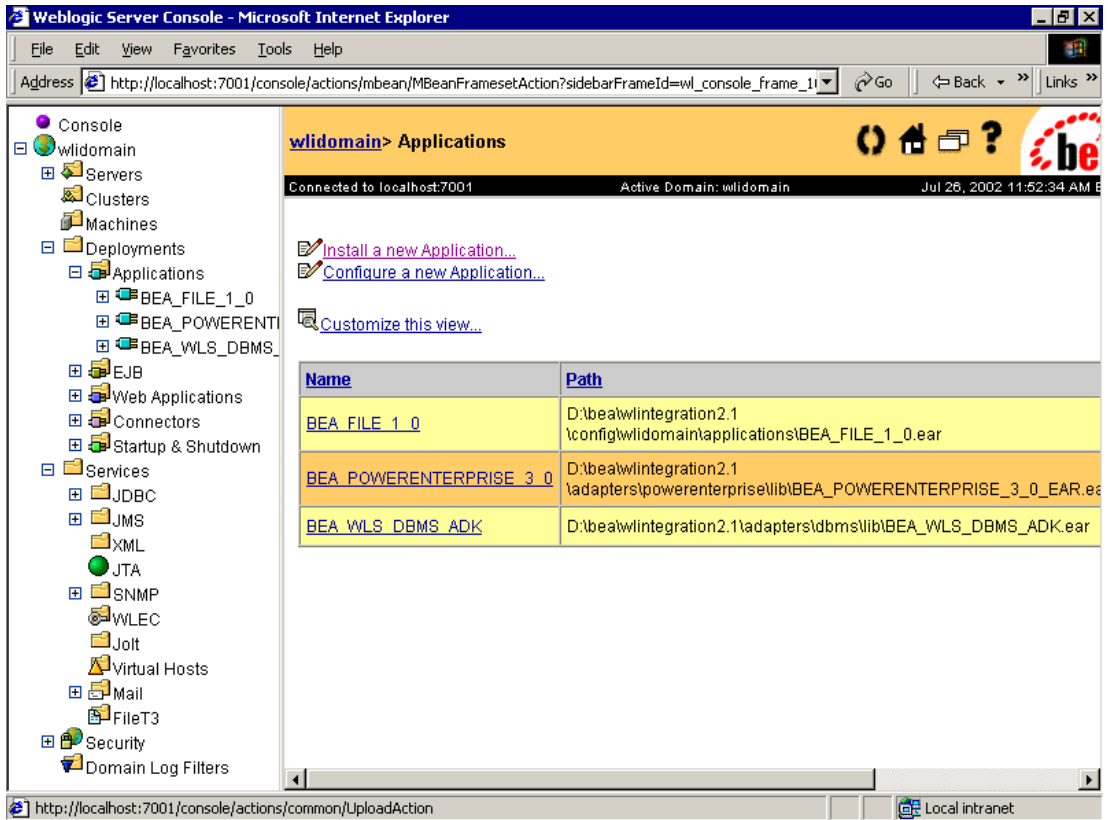 Weblogic Server Console - Microsoft Internet Explorer
File Edit View Favorites Tools Help
Address http://localhost:7001/console/actions/mbean/MBeanFramesetAction?sidebarFrameId=wl_console_frame_1 Go Back » Links »
Console
wlidomain
Servers
Clusters
Machines
Deployments
Applications
BEA_FILE_1_0
BEA_POWERENT
BEA_WLS_DBMS_
EJB
Web Applications
Connectors
Startup & Shutdown
Services
JDBC
JMS
XML
JTA
SNMP
WLEC
Jolt
Virtual Hosts
Mail
FileT3
Security
Domain Log Filters
wlidomain> Applications
?
be
Connected to localhost:7001 Active Domain: wlidomain Jul 26, 2002 11:52:34 AM E
Install a new Application...
Configure a new Application...
Customize this view...
Name Path
BEA_FILE_1_0 D:\bea\wlintegration2.1
\config\wlidomain\applications\BEA_FILE_1_0.ear
BEA_POWERENTERPRISE_3_0 D:\bea\wlintegration2.1
\adapters\powerenterprise\lib\BEA_POWERENTERPRISE_3_0_EAR.ea
BEA_WLS_DBMS_ADK D:\bea\wlintegration2.1\adapters\dbms\lib\BEA_WLS_DBMS_ADK.ear
http://localhost:7001/console/actions/common/UploadAction Local intranet